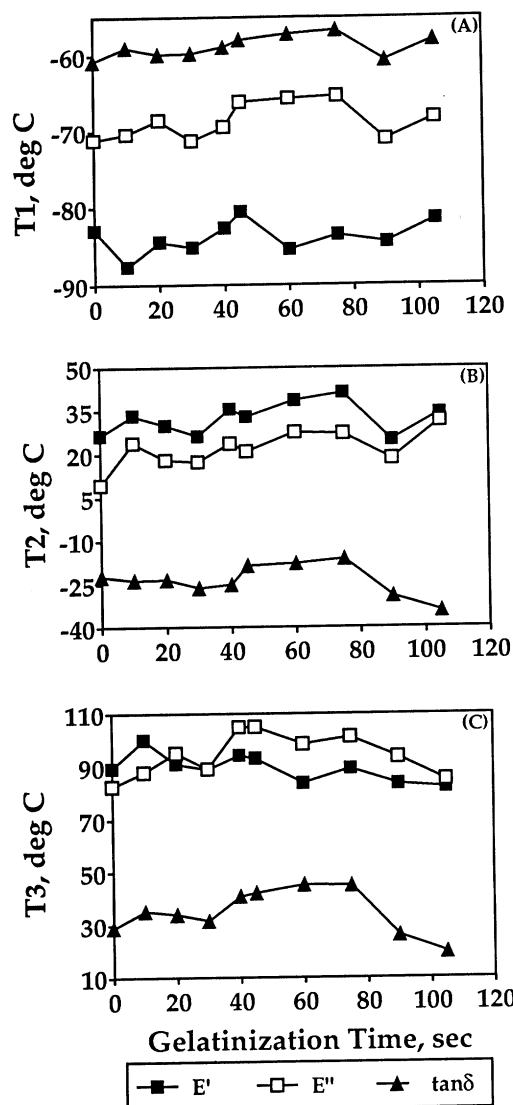 (A)
-60
-70
-80
-90
T1, deg C
0 20 40 60 80 100 120
(B)
50
35
20
5
-10
-25
-40
T2, deg C
0 20 40 60 80 100 120
(C)
110
90
70
50
30
10
T3, deg C
0 20 40 60 80 100 120
Gelatinization Time, sec
E' E" tanδ